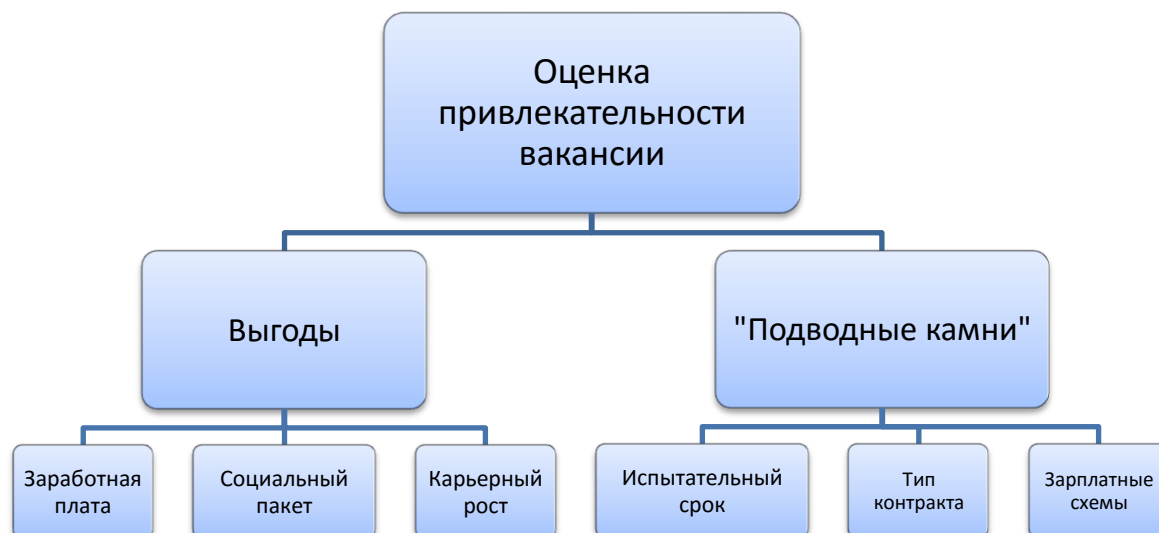 Оценка
привлекательности
вакансии
Выгоды
"Подводные камни"
Заработная
плата
Социальный
пакет
Карьерный
рост
Испытательный
срок
Тип
контракта
Зарплатные
схемы